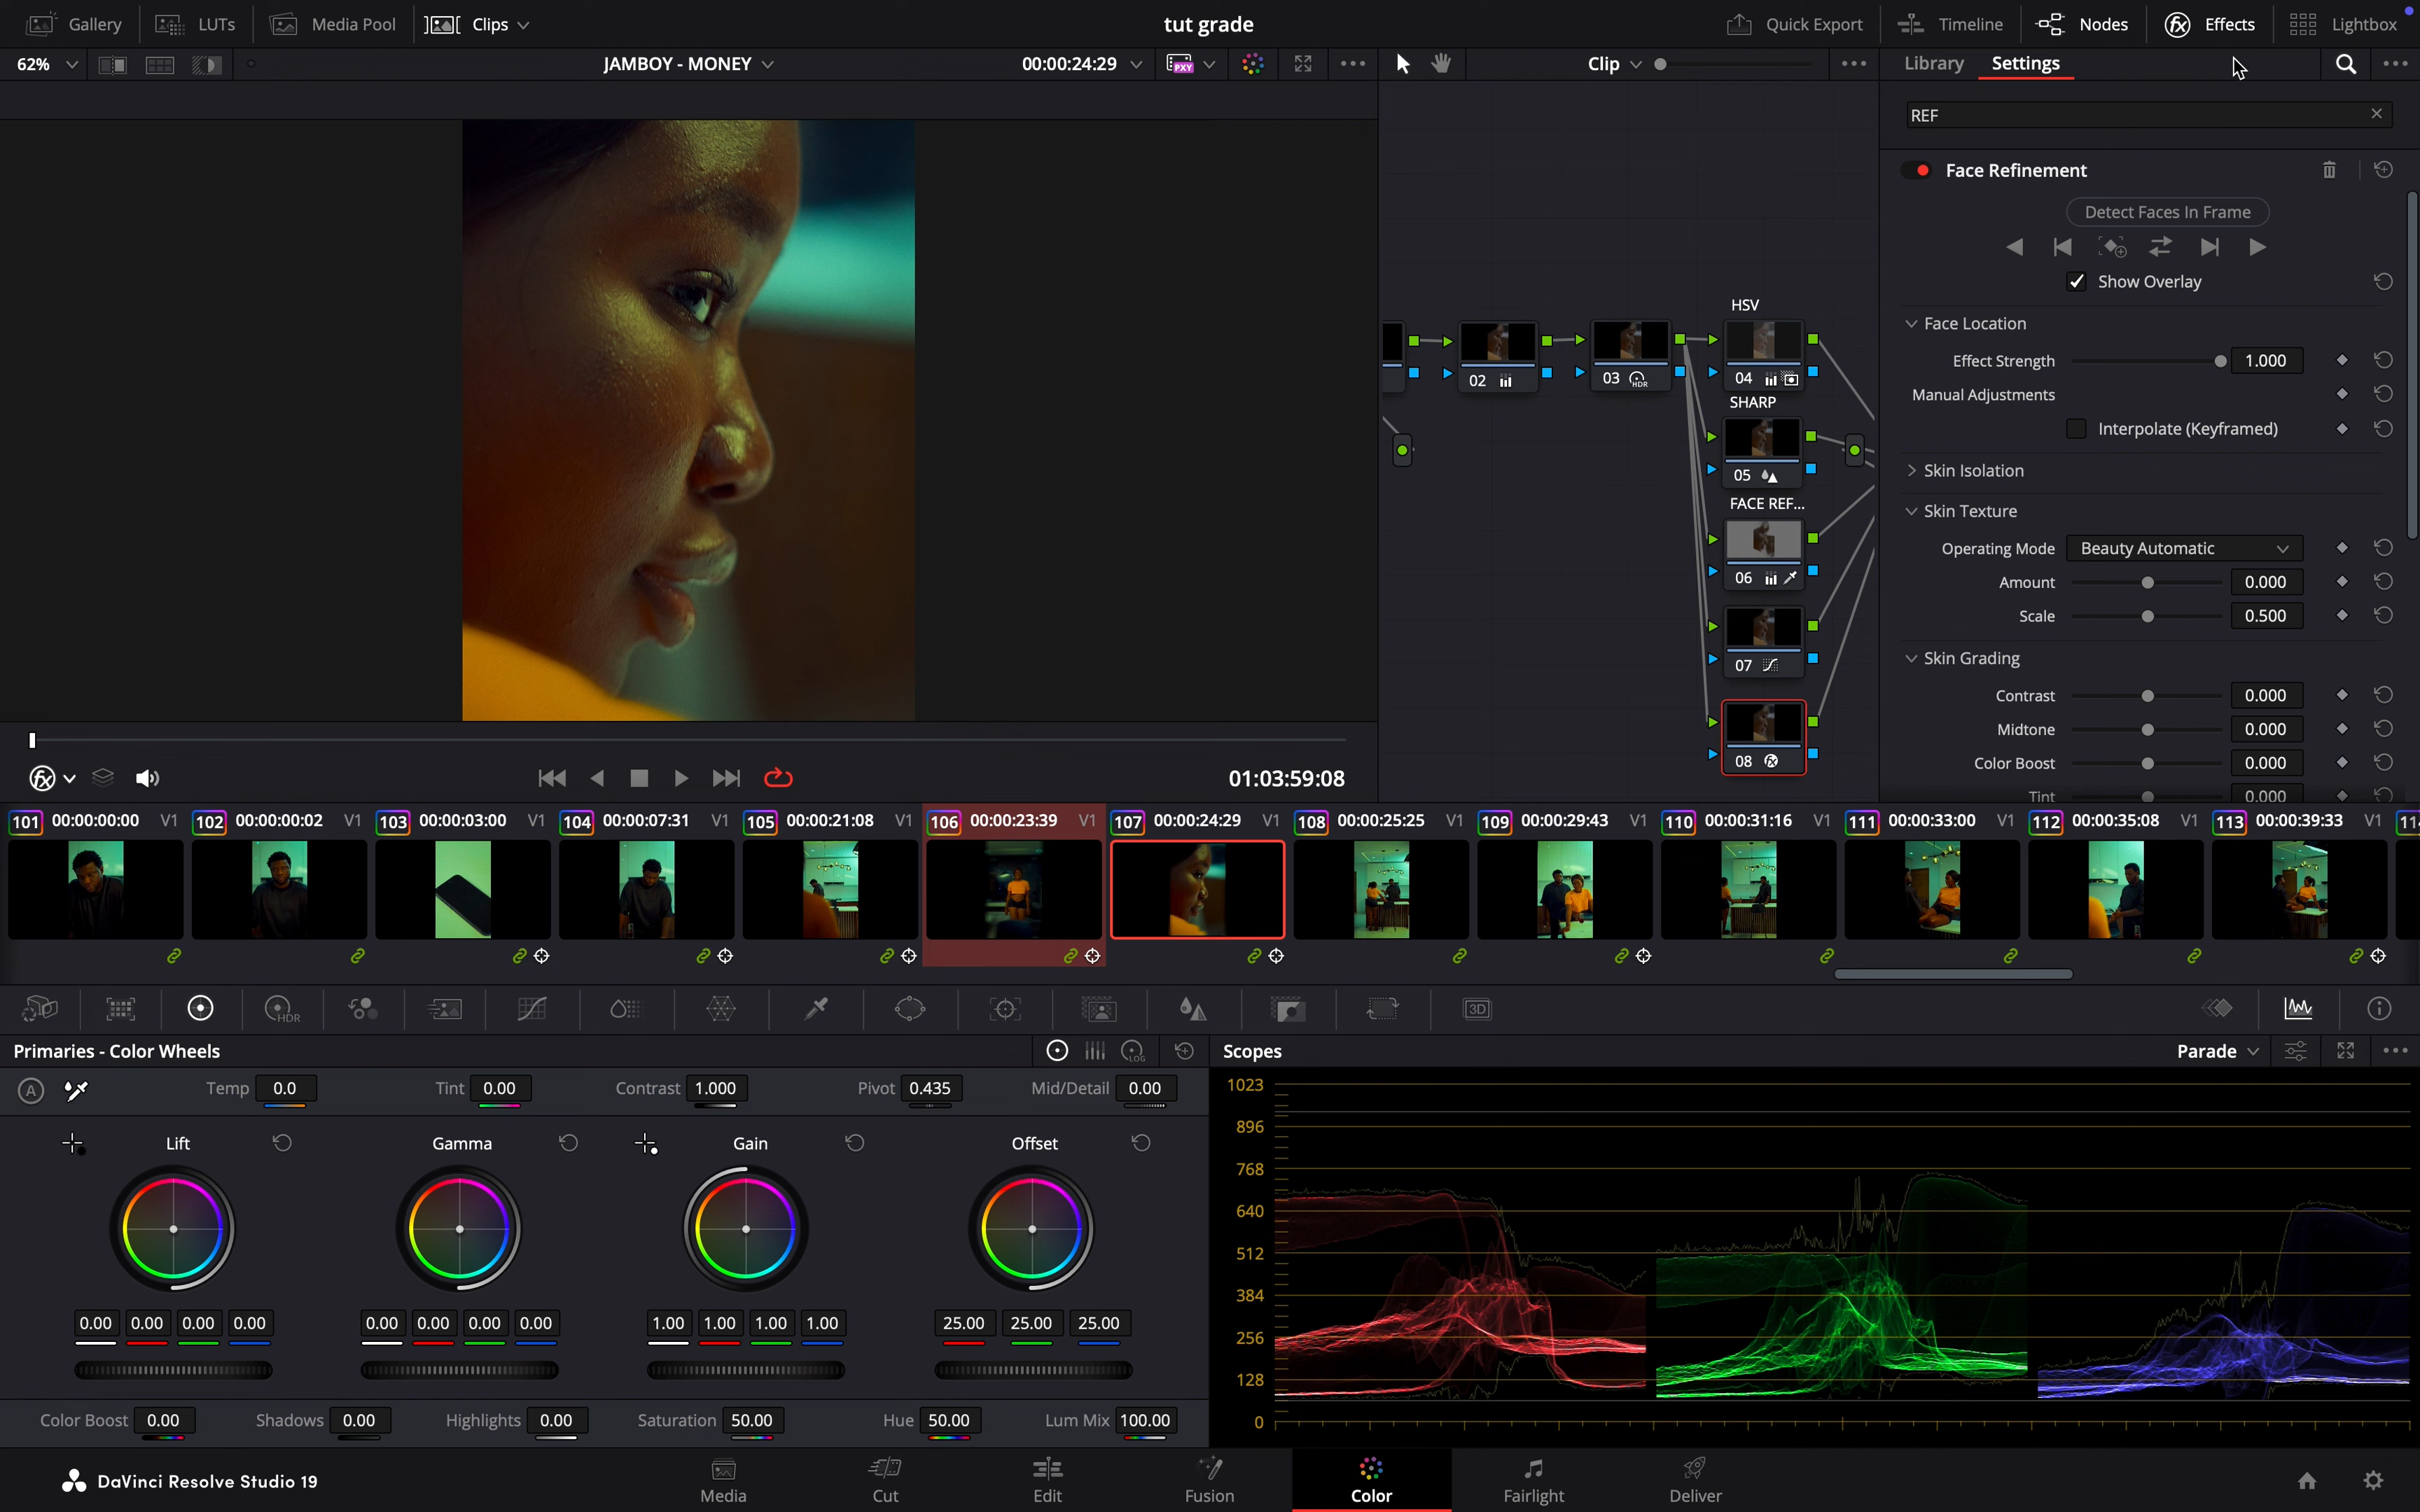 Gallery LUTs Media Pool Clips tut grade Quick Export Timeline Nodes Effects Lightbox
62% JAMBOY - MONEY 00:00:24:29 PXY Clip Library Settings
REF
Face Refinement
Detect Faces In Frame
Show Overlay
HSV
Face Location
Effect Strength 1.000
02 03 HDR 04
Manual Adjustments
SHARP
Interpolate (Keyframed)
05
Skin Isolation
FACE REF...
Skin Texture
Operating Mode Beauty Automatic
06
Amount 0.000
Scale 0.500
07
Skin Grading
Contrast 0.000
Midtone 0.000
08
Color Boost 0.000
Tint 0.000
01:03:59:08
101 00:00:00:00 V1 102 00:00:00:02 V1 103 00:00:03:00 V1 104 00:00:07:31 V1 105 00:00:21:08 V1 106 00:00:23:39 V1 107 00:00:24:29 V1 108 00:00:25:25 V1 109 00:00:29:43 V1 110 00:00:31:16 V1 111 00:00:33:00 V1 112 00:00:35:08 V1 113 00:00:39:33 V1
HDR 3D
Primaries - Color Wheels LOG Scopes Parade
A Temp 0.0 Tint 0.00 Contrast 1.000 Pivot 0.435 Mid/Detail 0.00
Lift Gamma Gain Offset
0.00 0.00 0.00 0.00 0.00 0.00 0.00 0.00 1.00 1.00 1.00 1.00 25.00 25.00 25.00
Color Boost 0.00 Shadows 0.00 Highlights 0.00 Saturation 50.00 Hue 50.00 Lum Mix 100.00
1023
896
768
640
512
384
256
128
0
DaVinci Resolve Studio 19 Media Cut Edit Fusion Color Fairlight Deliver